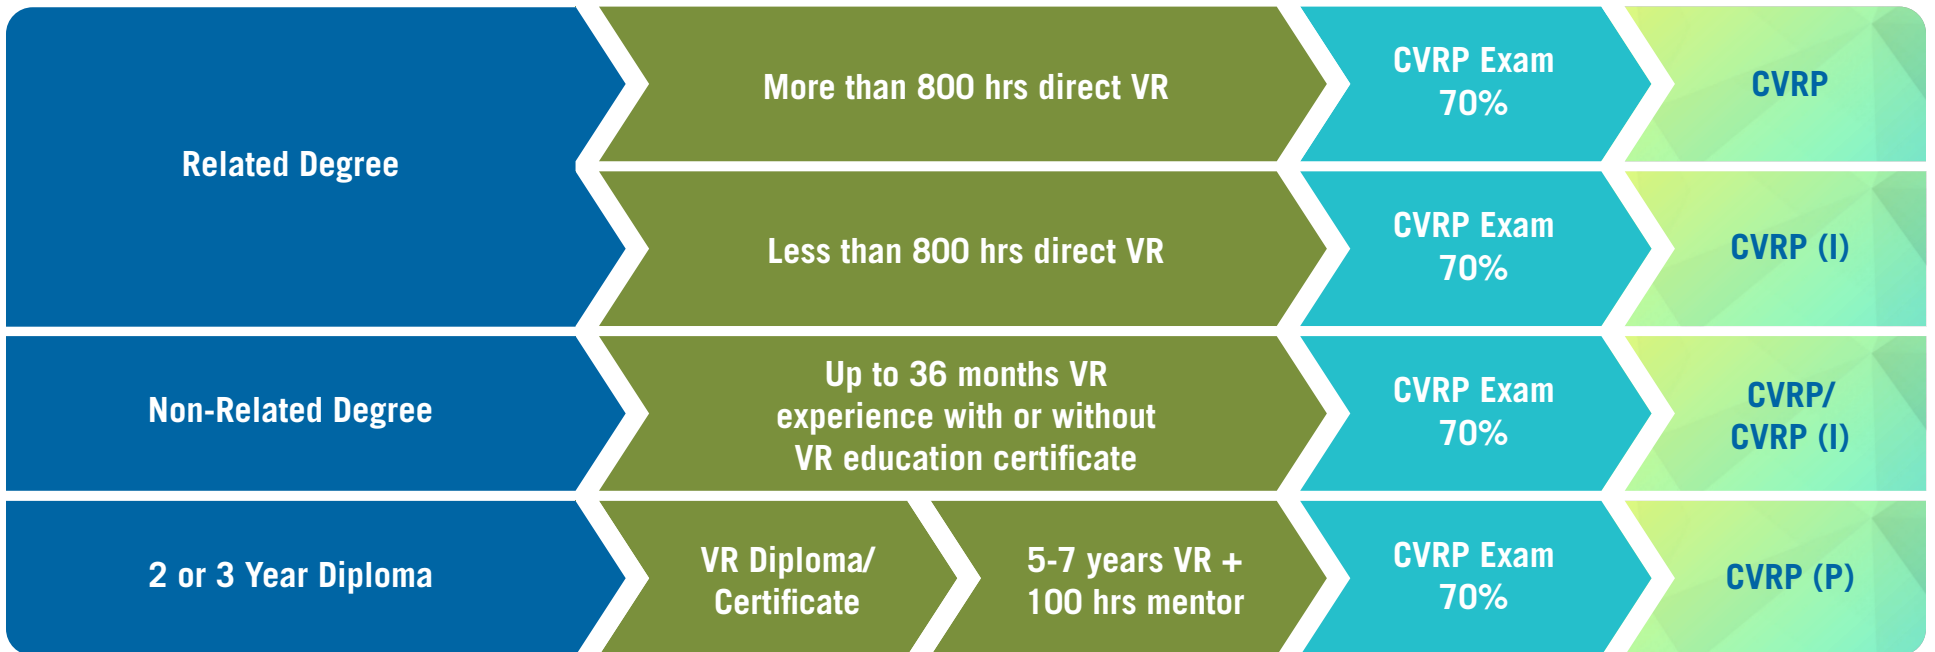 Related Degree
More than 800 hrs direct VR
CVRP Exam
70%
CVRP
Less than 800 hrs direct VR
CVRP Exam
70%
CVRP (I)
Non-Related Degree
Up to 36 months VR
experience with or without
VR education certificate
CVRP Exam
70%
CVRP/
CVRP (I)
2 or 3 Year Diploma
VR Diploma/
Certificate
5-7 years VR +
100 hrs mentor
CVRP Exam
70%
CVRP (P)